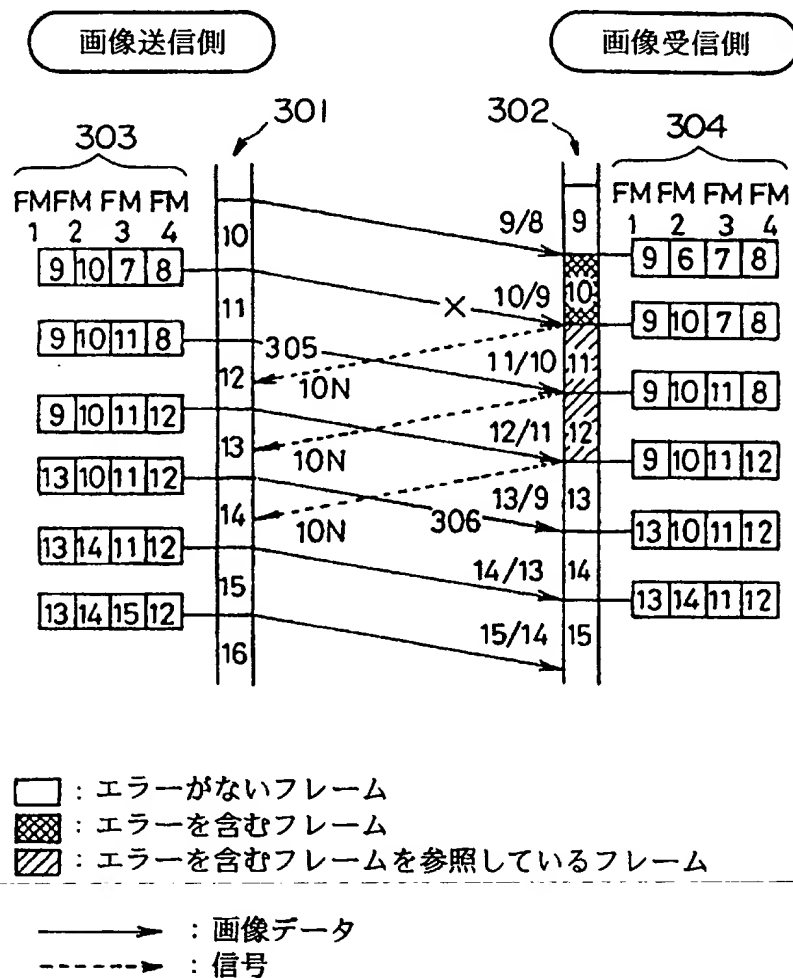 画像送信側 画像受信側
301 302
303 304
FM FM FM FM FM FM FM FM
1 2 3 4 1 2 3 4
9/8 9
10 9 6 7 8
9 10 7 8
10/9 10
11 × 9 10 7 8
9 10 11 8
305 11/10 11
12 10N 9 10 11 8
9 10 11 12
12/11 12
13 10N 9 10 11 12
13 10 11 12
13/9 13
14 10N 306 13 10 11 12
13 14 11 12
14/13 14
15 13 14 11 12
13 14 15 12
15/14 15
16
: エラーがないフレーム
: エラーを含むフレーム
: エラーを含むフレームを参照しているフレーム
: 画像データ
: 信号